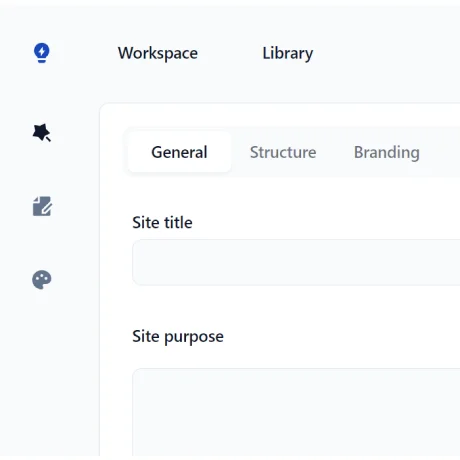 Workspace Library
General Structure Branding
Site title
Site purpose